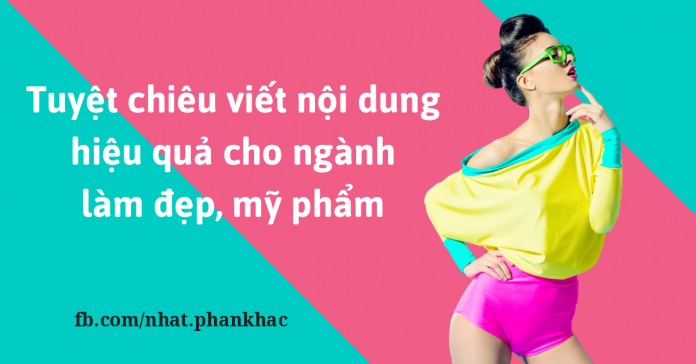 Tuyệt chiêu viết nội dung
hiệu quả cho ngành
làm đẹp, mỹ phẩm
fb.com/nhat.phankhac